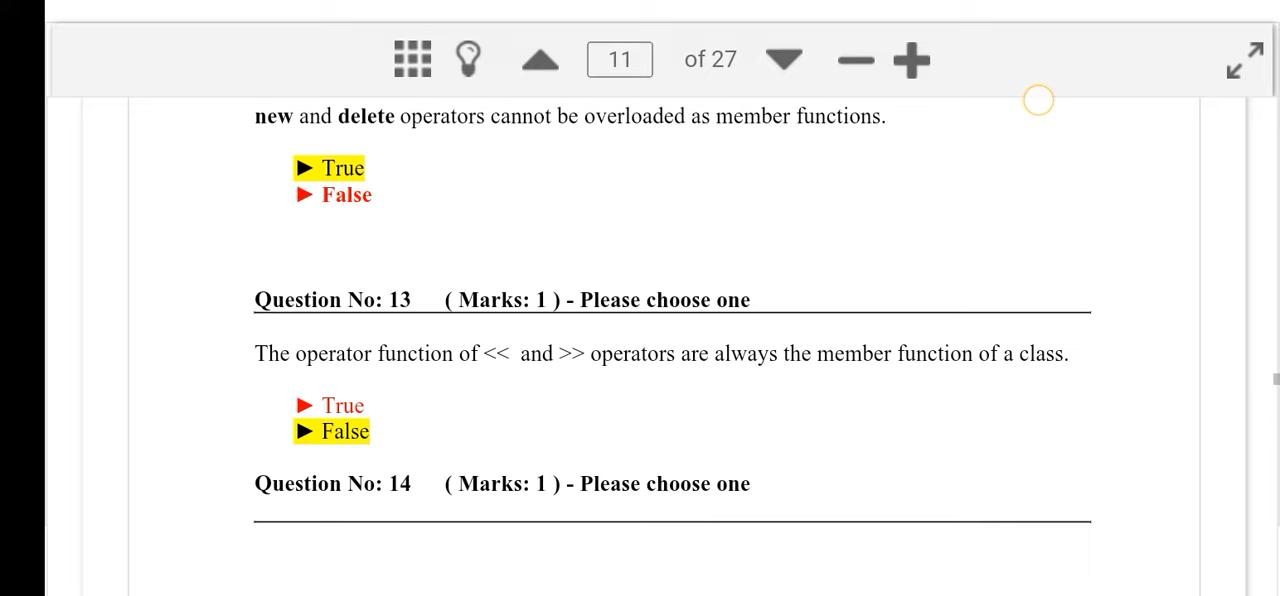 11 of 27
new and delete operators cannot be overloaded as member functions.
► True
► False
Question No: 13 ( Marks: 1 ) - Please choose one
The operator function of << and >> operators are always the member function of a class.
► True
► False
Question No: 14 ( Marks: 1 ) - Please choose one